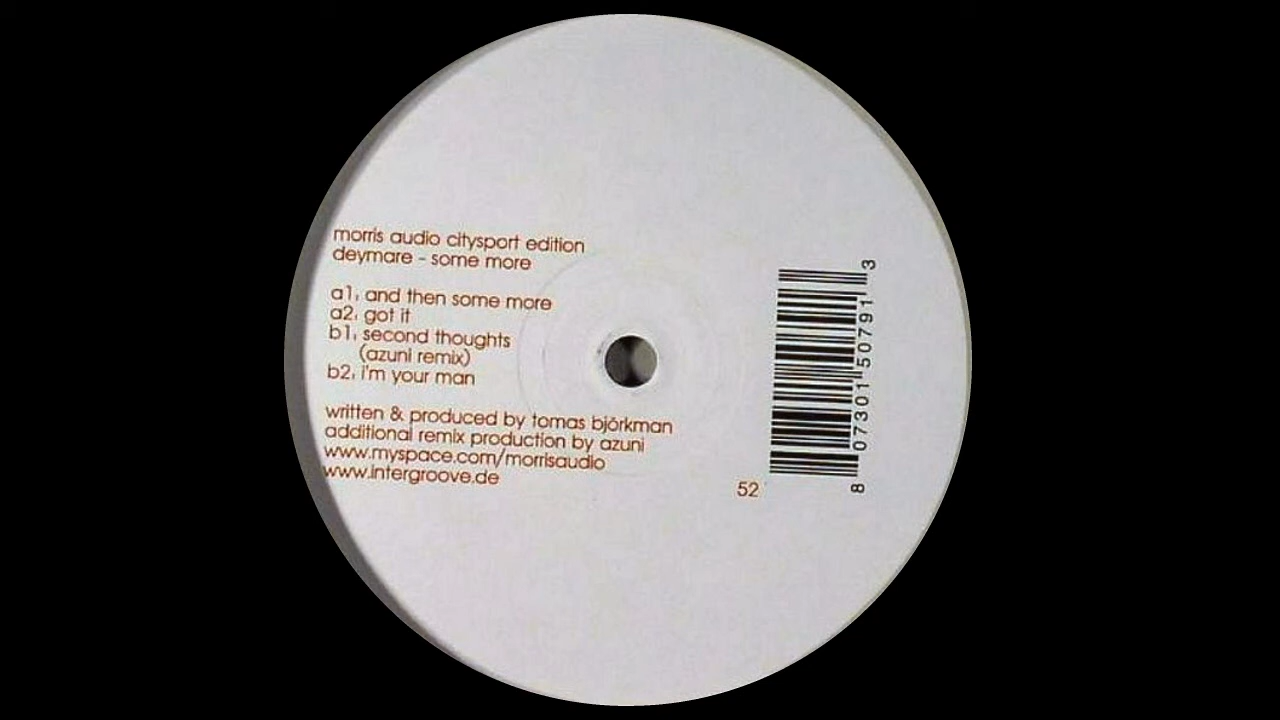 morris audio citysport edition
deymare - some more
a1. and then some more
a2. got it
b1. second thoughts
(azuni remix)
b2. i'm your man
written & produced by tomas björkman
additional remix production by azuni
www.myspace.com/morrisaudio
www.intergroove.de
52
8 07301 50791 3